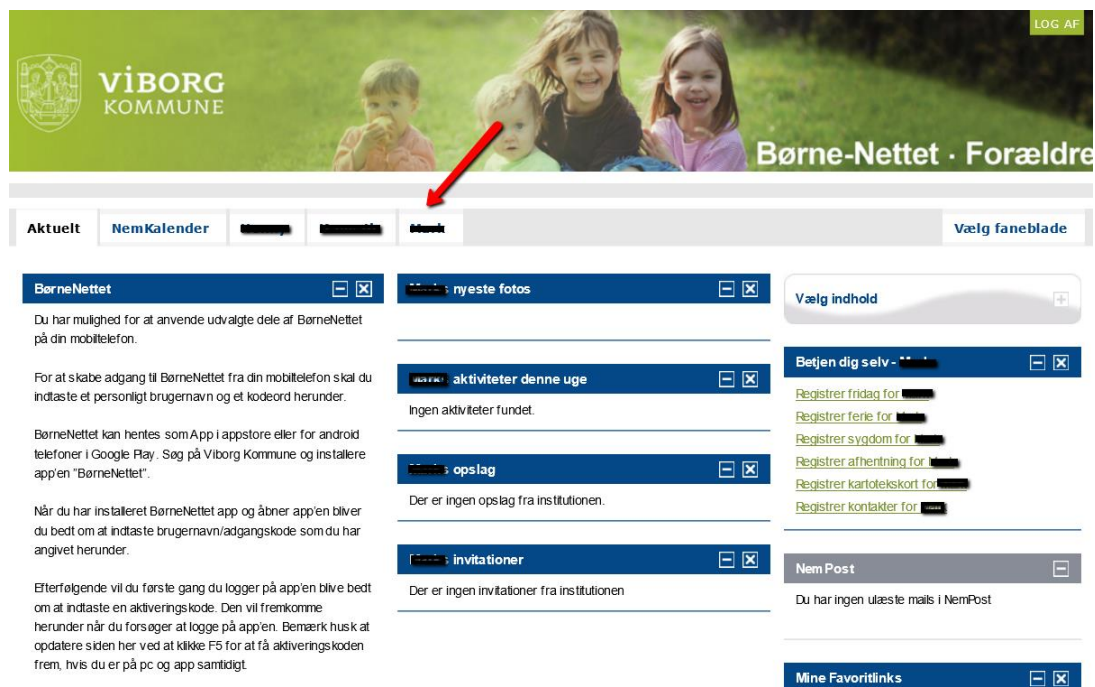 LOG AF
VIBORG
KOMMUNE
Børne-Nettet · Forældre
Aktuelt
NemKalender
Vælg faneblade
BørneNettet
Du har mulighed for at anvende udvalgte dele af BørneNettet
på din mobiltelefon.
For at skabe adgang til BørneNettet fra din mobiltelefon skal du
indtaste et personligt brugernavn og et kodeord herunder.
BørneNettet kan hentes som App i appstore eller for android
telefoner i Google Play. Søg på Viborg Kommune og installere
app'en "BørneNettet".
Når du har installeret BørneNettet app og åbner app'en bliver
du bedt om at indtaste brugernavn/adgangskode som du har
angivet herunder.
Efterfølgende vil du første gang du logger på app'en blive bedt
om at indtaste en aktiveringskode. Den vil fremkomme
herunder når du forsøger at logge på app'en. Bemærk husk at
opdatere siden her ved at klikke F5 for at få aktiveringskoden
frem, hvis du er på pc og app samtidigt.
nyeste fotos
aktiviteter denne uge
Ingen aktiviteter fundet.
opslag
Der er ingen opslag fra institutionen.
invitationer
Der er ingen invitationer fra institutionen
Vælg indhold
Betjen dig selv -
Registrer fridag for
Registrer ferie for
Registrer sygdom for
Registrer afhentning for
Registrer kartotekskort for
Registrer kontakter for
Nem Post
Du har ingen ulæste mails i NemPost
Mine Favoritlinks